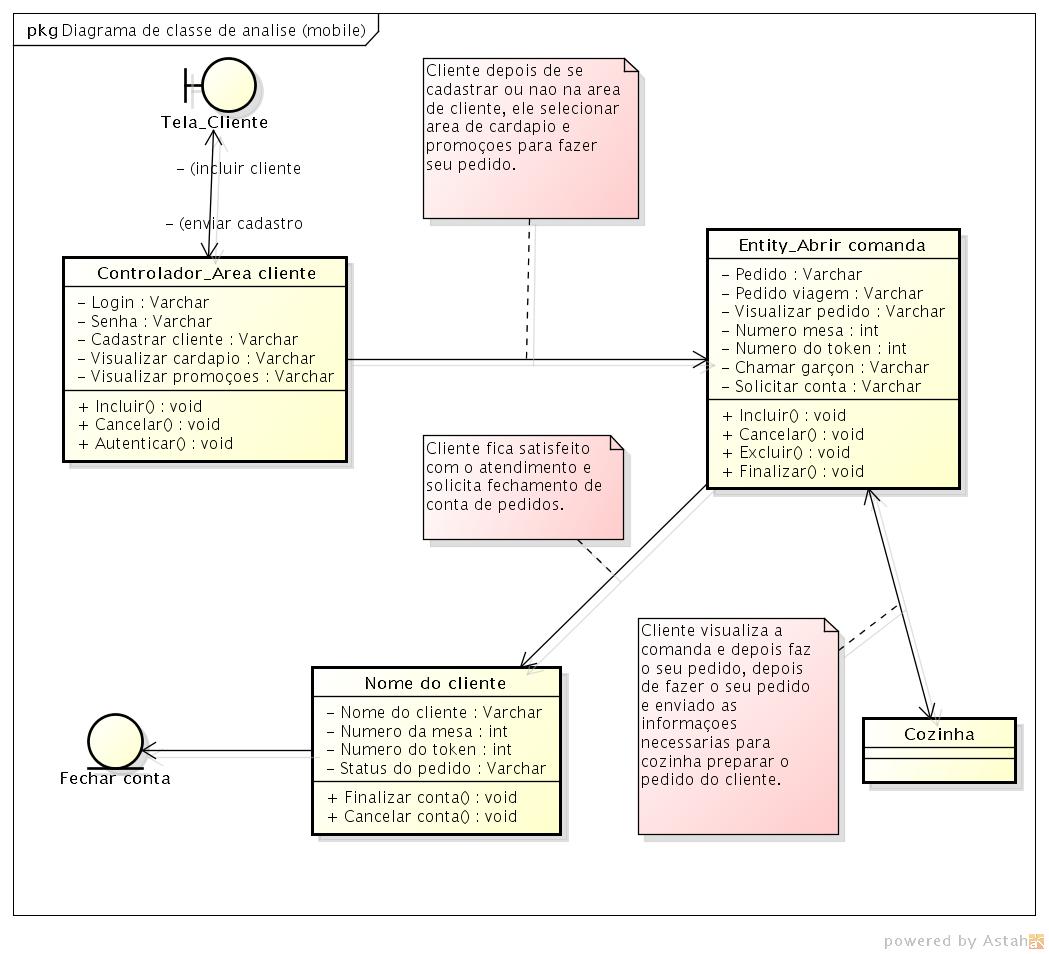 pkg Diagrama de classe de analise (mobile)
Tela_Cliente
– (incluir cliente
– (enviar cadastro
Cliente depois de se
cadastrar ou nao na area
de cliente, ele selecionar
area de cardapio e
promoçoes para fazer
seu pedido.
Controlador_Area cliente
– Login : Varchar
– Senha : Varchar
– Cadastrar cliente : Varchar
– Visualizar cardapio : Varchar
– Visualizar promoçoes : Varchar
+ Incluir() : void
+ Cancelar() : void
+ Autenticar() : void
Entity_Abrir comanda
– Pedido : Varchar
– Pedido viagem : Varchar
– Visualizar pedido : Varchar
– Numero mesa : int
– Numero do token : int
– Chamar garçon : Varchar
– Solicitar conta : Varchar
+ Incluir() : void
+ Cancelar() : void
+ Excluir() : void
+ Finalizar() : void
Cliente fica satisfeito
com o atendimento e
solicita fechamento de
conta de pedidos.
Cliente visualiza a
comanda e depois faz
o seu pedido, depois
de fazer o seu pedido
e enviado as
informaçoes
necessarias para
cozinha preparar o
pedido do cliente.
Nome do cliente
– Nome do cliente : Varchar
– Numero da mesa : int
– Numero do token : int
– Status do pedido : Varchar
+ Finalizar conta() : void
+ Cancelar conta() : void
Fechar conta
Cozinha
powered by Astah